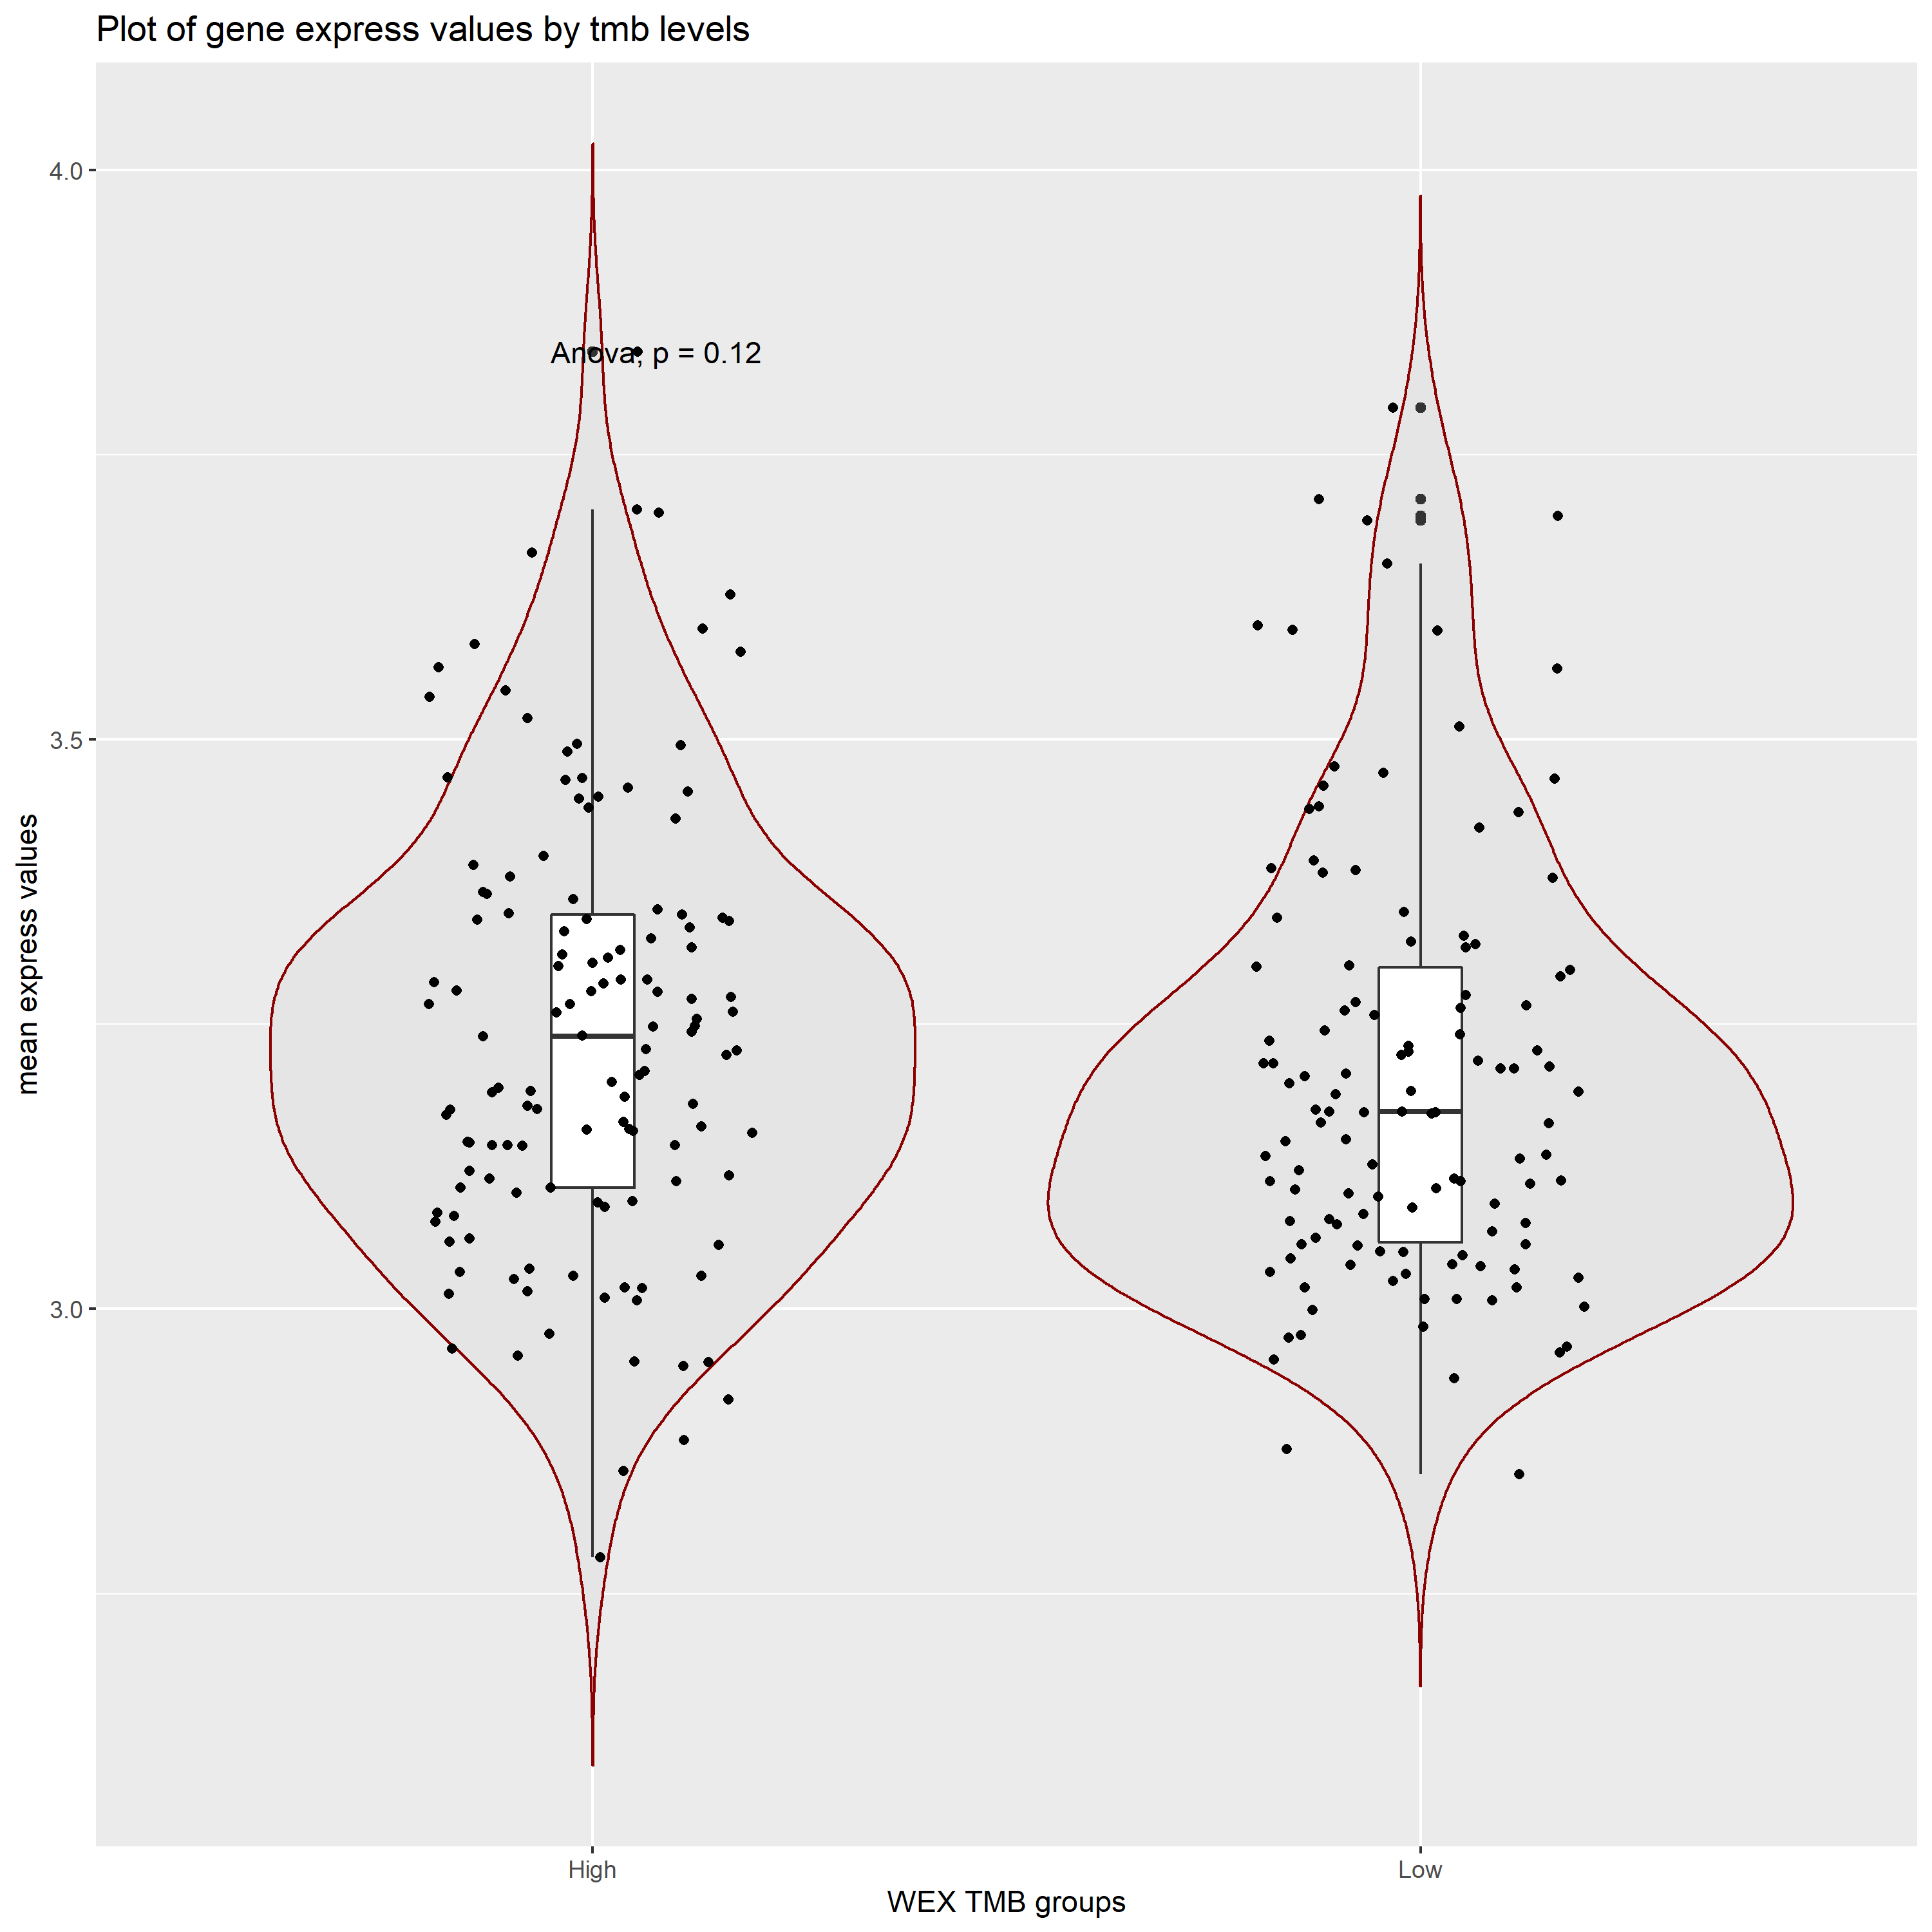 Plot of gene express values by tmb levels
4.0
Anova, p = 0.12
3.5
mean express values
3.0
High
Low
WEX TMB groups